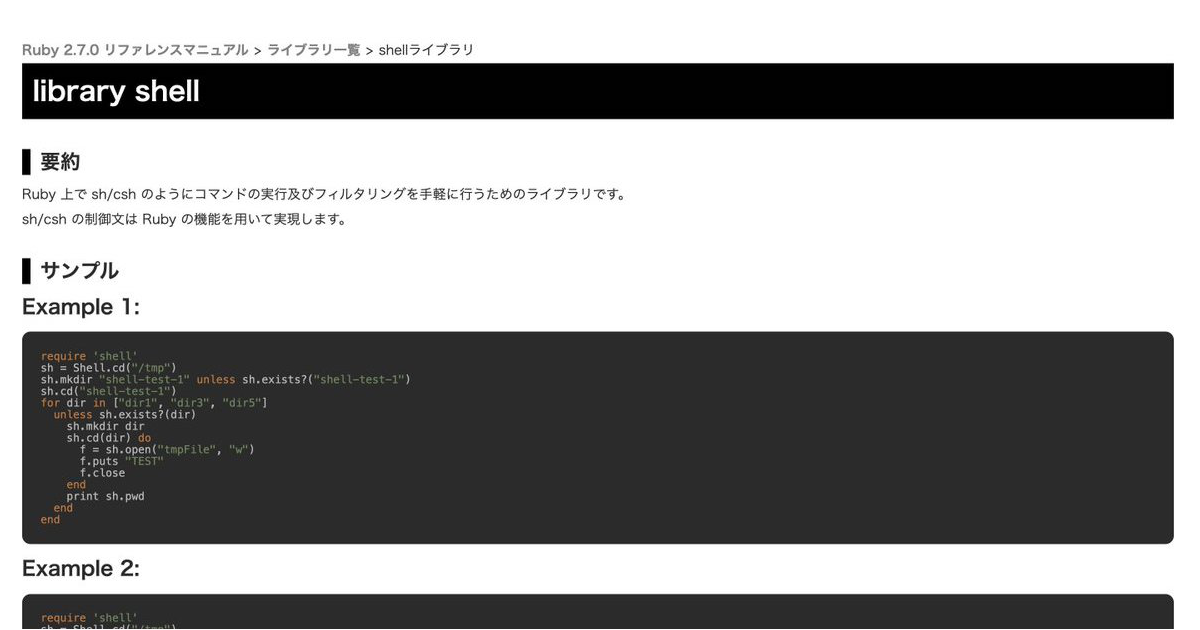 Ruby 2.7.0 リファレンスマニュアル > ライブラリ一覧 > shellライブラリ
library shell
要約
Ruby 上で sh/csh のようにコマンドの実行及びフィルタリングを手軽に行うためのライブラリです。
sh/csh の制御文は Ruby の機能を用いて実現します。
サンプル
Example 1:
require 'shell'
sh = Shell.cd("/tmp")
sh.mkdir "shell-test-1" unless sh.exists?("shell-test-1")
sh.cd("shell-test-1")
for dir in ["dir1", "dir3", "dir5"]
  unless sh.exists?(dir)
    sh.mkdir dir
    sh.cd(dir) do
      f = sh.open("tmpFile", "w")
      f.puts "TEST"
      f.close
    end
    print sh.pwd
  end
end
Example 2:
require 'shell'
sh = Shell.cd("/tmp")